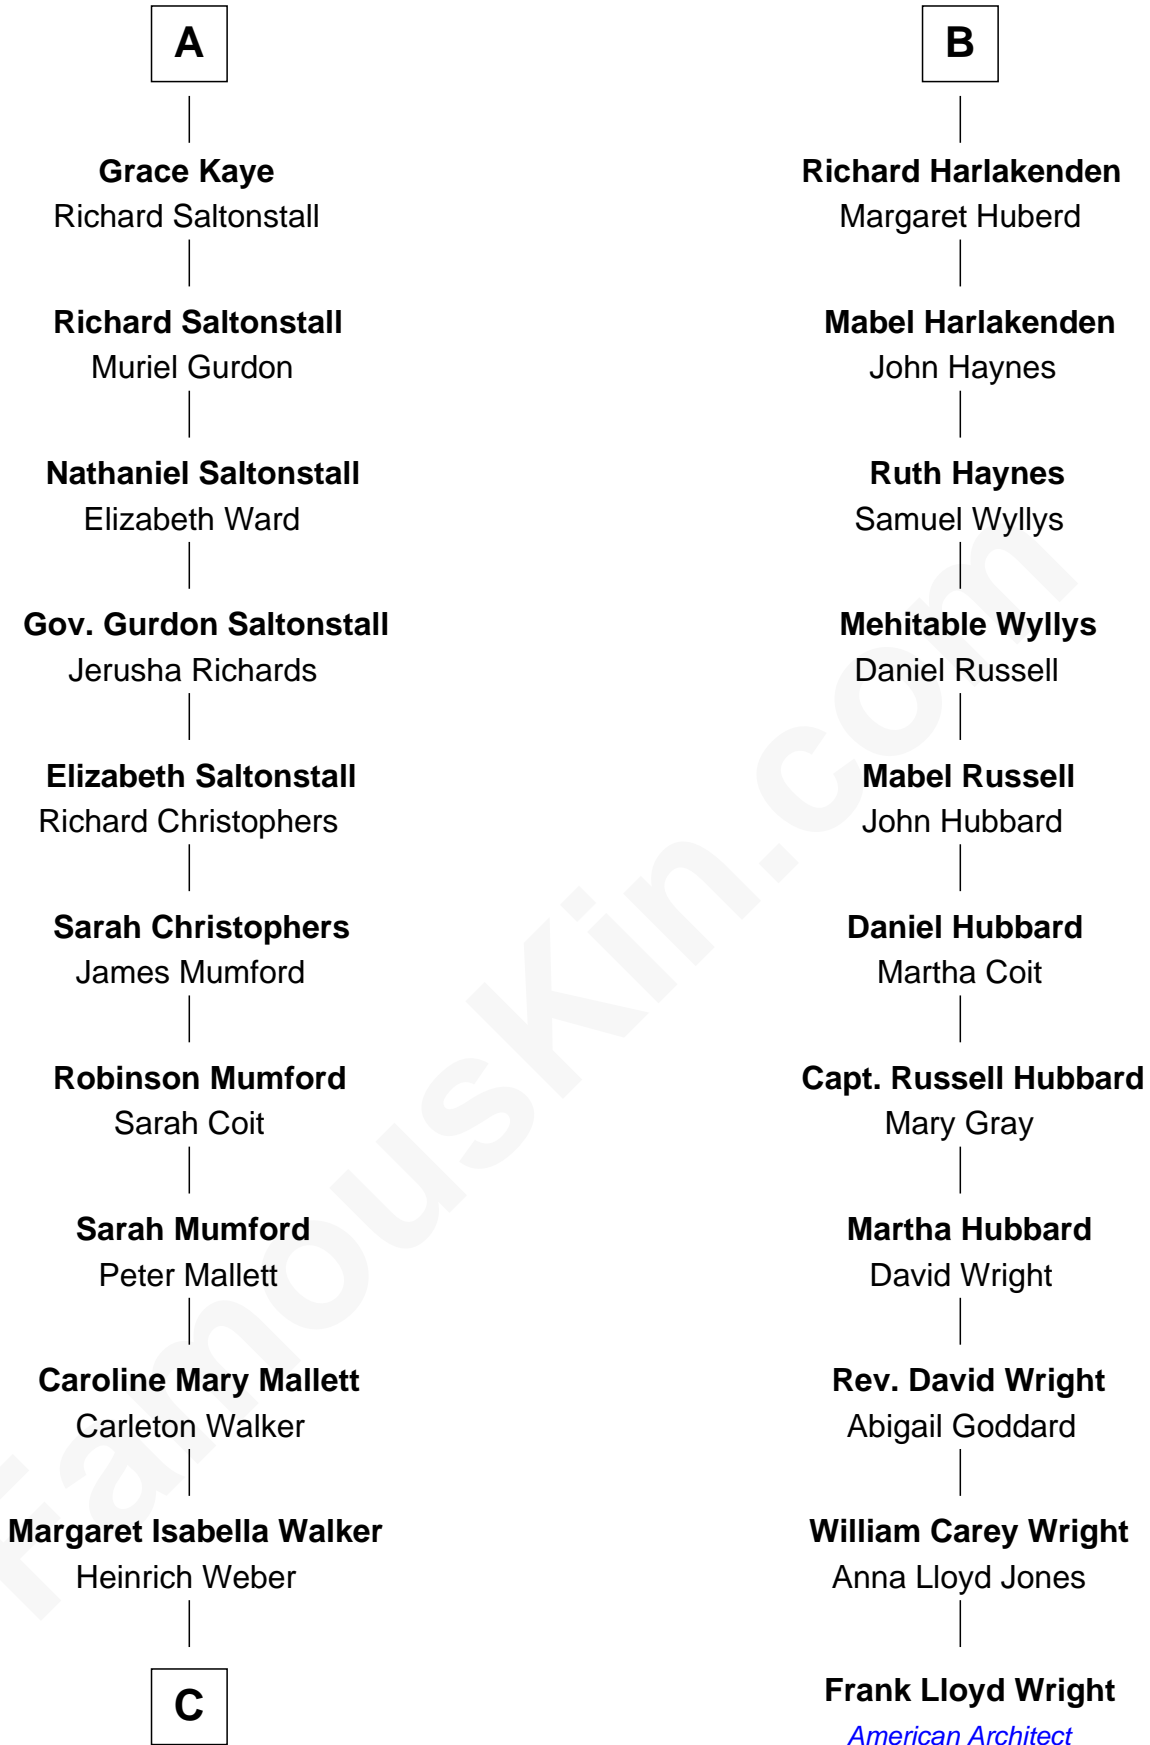 A
Grace Kaye
Richard Saltonstall
Richard Saltonstall
Muriel Gurdon
Nathaniel Saltonstall
Elizabeth Ward
Gov. Gurdon Saltonstall
Jerusha Richards
Elizabeth Saltonstall
Richard Christophers
Sarah Christophers
James Mumford
Robinson Mumford
Sarah Coit
Sarah Mumford
Peter Mallett
Caroline Mary Mallett
Carleton Walker
Margaret Isabella Walker
Heinrich Weber
C
B
Richard Harlakenden
Margaret Huberd
Mabel Harlakenden
John Haynes
Ruth Haynes
Samuel Wyllys
Mehitable Wyllys
Daniel Russell
Mabel Russell
John Hubbard
Daniel Hubbard
Martha Coit
Capt. Russell Hubbard
Mary Gray
Martha Hubbard
David Wright
Rev. David Wright
Abigail Goddard
William Carey Wright
Anna Lloyd Jones
Frank Lloyd Wright
American Architect
FamousKin.com